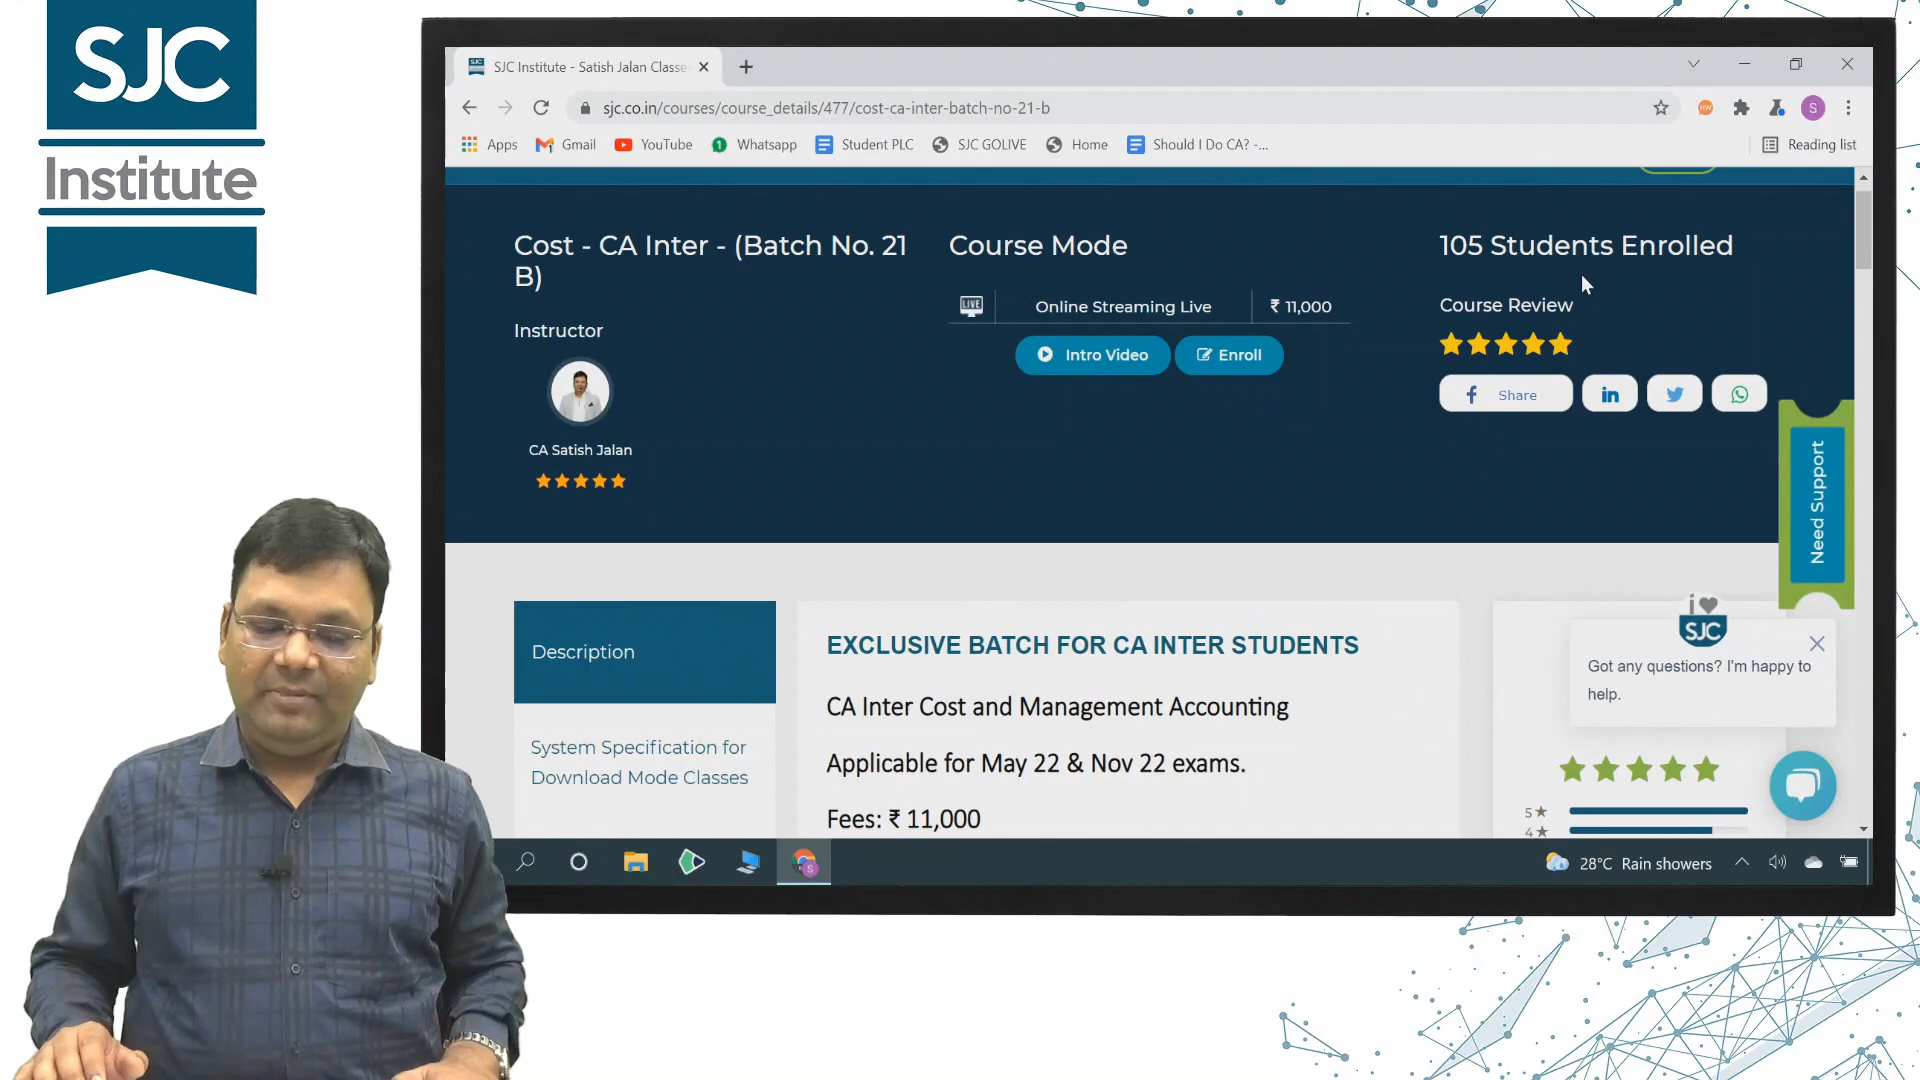 SJC
Institute
SJC Institute - Satish Jalan Classe
sjc.co.in/courses/course_details/477/cost-ca-inter-batch-no-21-b
S
Apps
Gmail
YouTube
1
Whatsapp
Student PLC
SJC GOLIVE
Home
Should I Do CA? -...
Reading list
Cost - CA Inter - (Batch No. 21
B)
Instructor
CA Satish Jalan
Course Mode
LIVE
Online Streaming Live
₹ 11,000
Intro Video
Enroll
105 Students Enrolled
Course Review
Share
Need Support
Description
System Specification for
Download Mode Classes
EXCLUSIVE BATCH FOR CA INTER STUDENTS
CA Inter Cost and Management Accounting
Applicable for May 22 & Nov 22 exams.
Fees: ₹ 11,000
i
SJC
Got any questions? I'm happy to
help.
5
4
S
28°C Rain showers